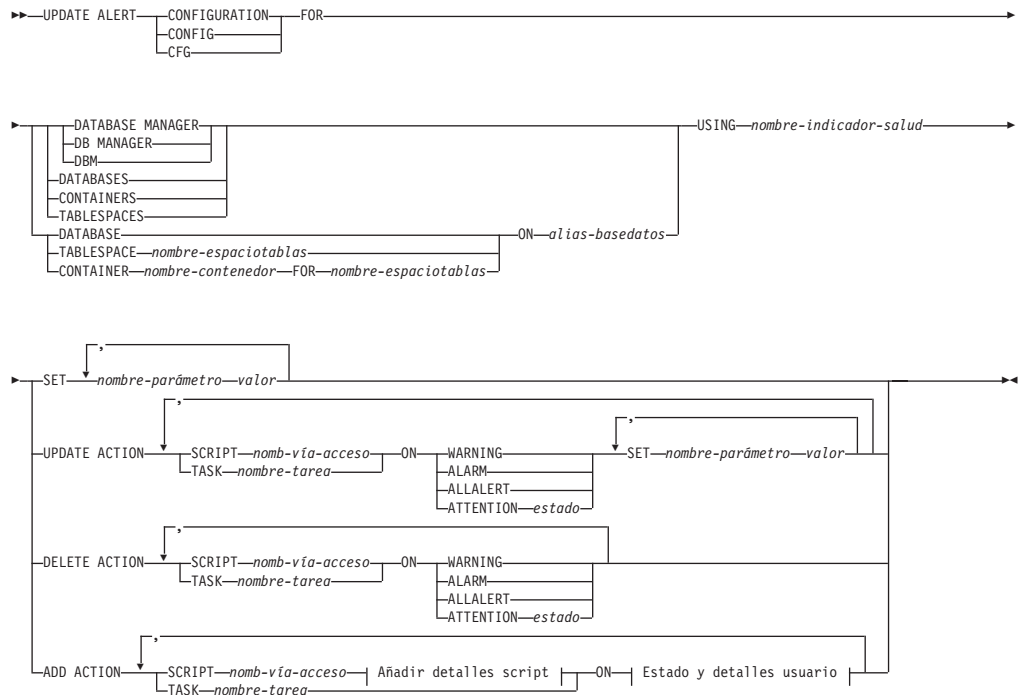 UPDATE ALERT CONFIGURATION FOR
CONFIG
CFG
DATABASE MANAGER USING nombre-indicador-salud
DB MANAGER
DBM
DATABASES
CONTAINERS
TABLESPACES
DATABASE ON alias-basedatos
TABLESPACE nombre-espaciotablas
CONTAINER nombre-contenedor FOR nombre-espaciotablas
,
SET nombre-parámetro valor
,
,
UPDATE ACTION SCRIPT nomb-vía-acceso ON WARNING SET nombre-parámetro valor
TASK nombre-tarea ALARM
ALLALERT
ATTENTION estado
,
DELETE ACTION SCRIPT nomb-vía-acceso ON WARNING
TASK nombre-tarea ALARM
ALLALERT
ATTENTION estado
,
ADD ACTION SCRIPT nomb-vía-acceso Añadir detalles script ON Estado y detalles usuario
TASK nombre-tarea